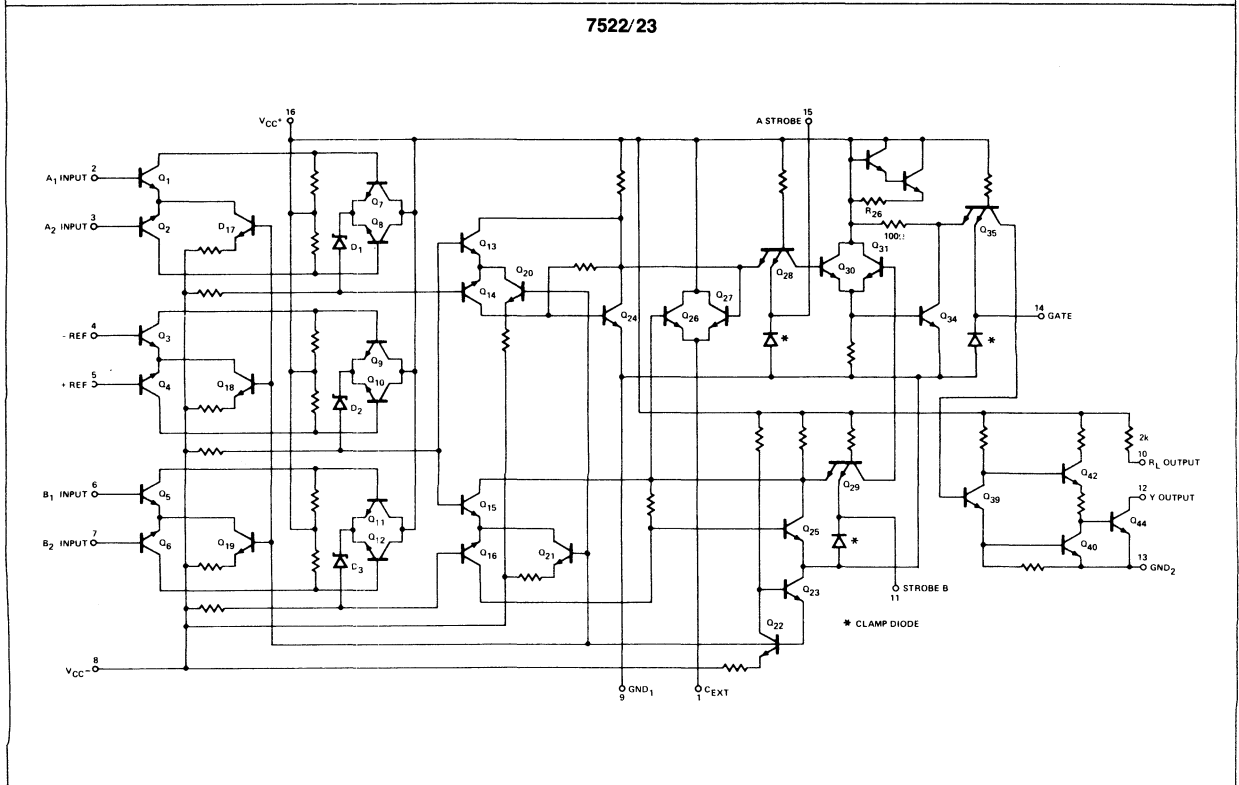 7522/23
16
VCC+
15
A STROBE
2
A1 INPUT
Q1
3
A2 INPUT
Q2
D17
Q7
Q8
D1
R26
Q35
100Ω
Q13
Q20
Q14
Q28
Q31
Q30
4
- REF
Q3
5
+ REF
Q4
Q18
Q9
Q10
D2
Q24
Q26
Q27
*
Q34
*
14
GATE
6
B1 INPUT
Q5
7
B2 INPUT
Q6
Q19
Q11
Q12
D3
Q15
Q16
Q21
Q29
Q25
*
Q23
Q22
11
STROBE B
* CLAMP DIODE
2k
10
RL OUTPUT
Q42
12
Y OUTPUT
Q39
Q44
Q40
13
GND2
8
VCC-
9
GND1
1
CEXT